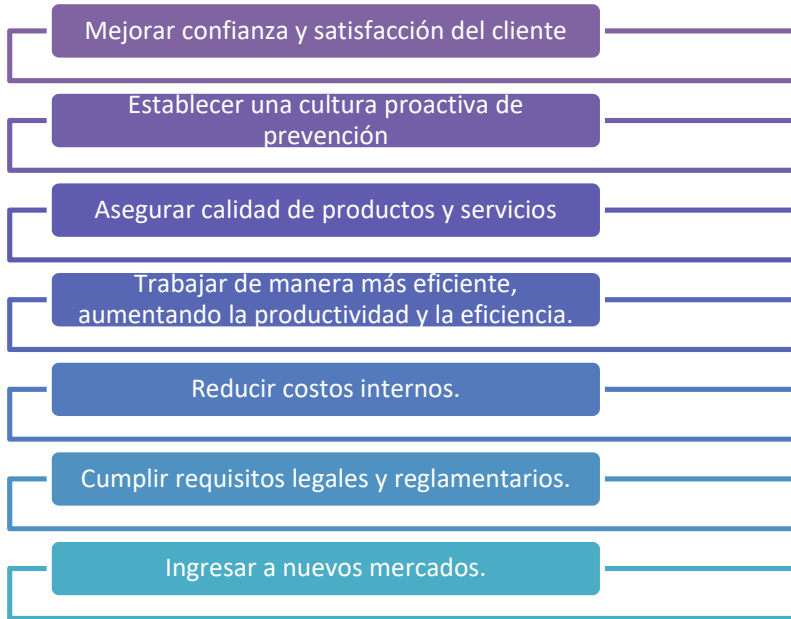 Mejorar confianza y satisfacción del cliente
Establecer una cultura proactiva de
prevención
Asegurar calidad de productos y servicios
Trabajar de manera más eficiente,
aumentando la productividad y la eficiencia.
Reducir costos internos.
Cumplir requisitos legales y reglamentarios.
Ingresar a nuevos mercados.